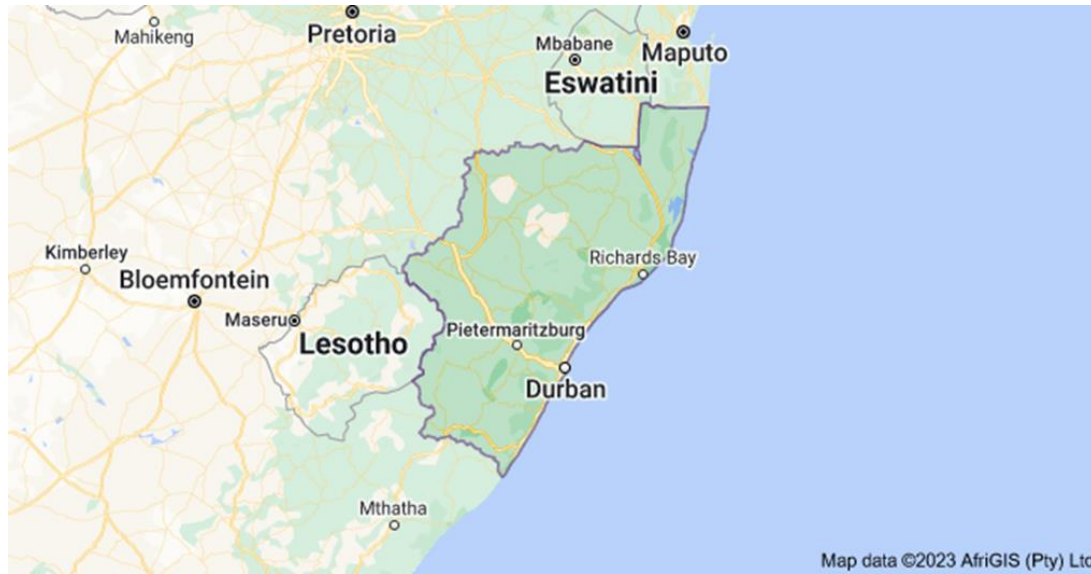 Mahikeng
Pretoria
Mbabane
Maputo
Eswatini
Kimberley
Richards Bay
Bloemfontein
Maseru
Lesotho
Pietermaritzburg
Durban
Mthatha
Map data ©2023 AfriGIS (Pty) Ltd